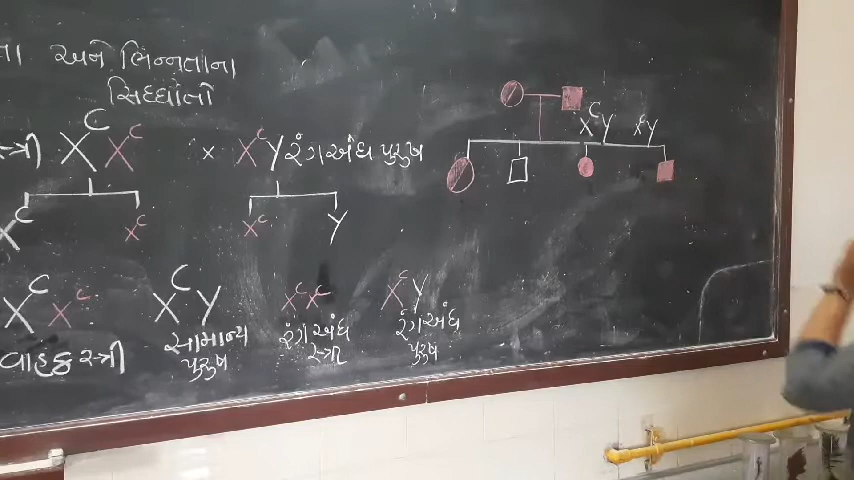 અને ભિન્નતાના
સિદ્ધાંતો
સ્ત્રી X^C X^c × X^c Y રંગઅંધ પુરુષ
X^C X^c X^c Y
X^C X^c X^C Y X^c X^c X^c Y
વાહક સ્ત્રી સામાન્ય પુરુષ રંગઅંધ સ્ત્રી રંગઅંધ પુરુષ
X^C Y X^c Y